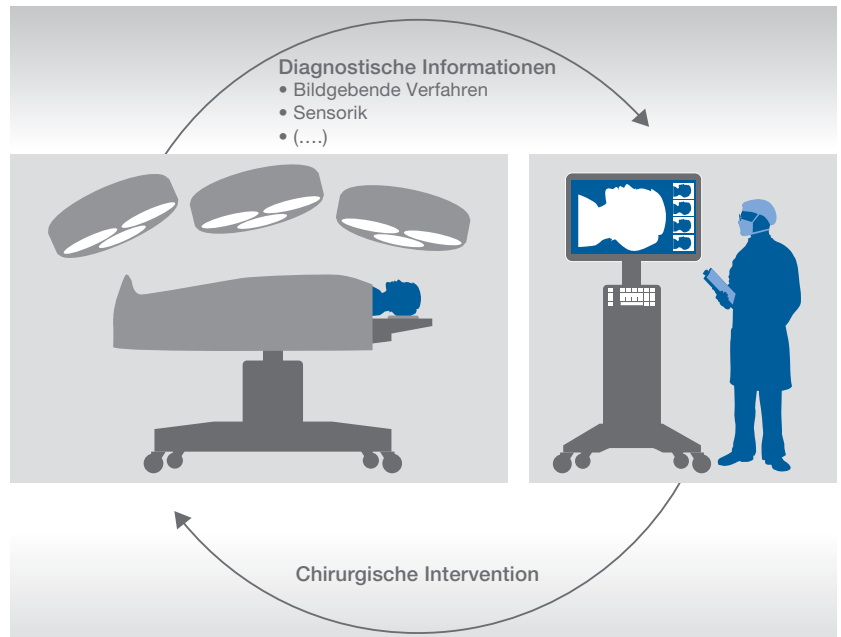 Diagnostische Informationen
• Bildgebende Verfahren
• Sensorik
• (....)
Chirurgische Intervention